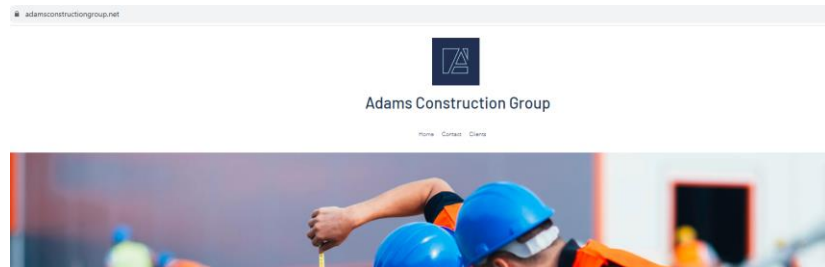 adamsconstructiongroup.net
Adams Construction Group
Home Contact Clients